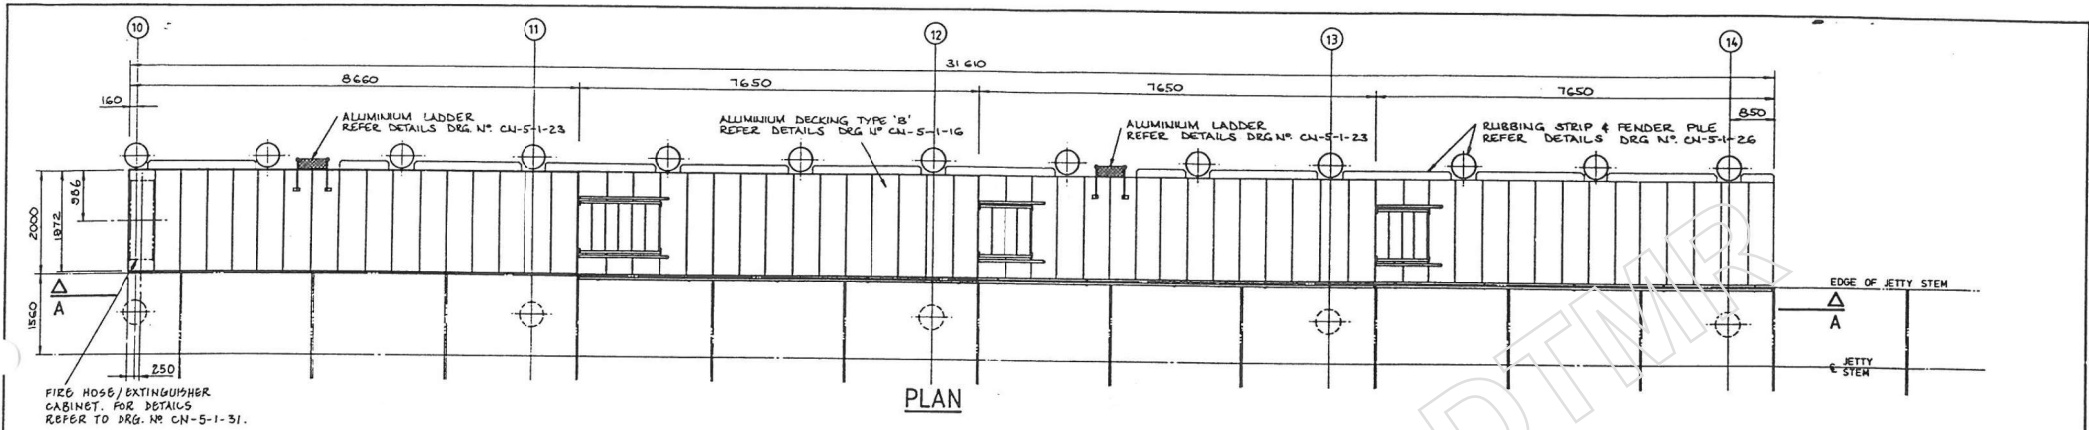 10
11
12
13
14
31 610
8660
7650
7650
7650
160
850
ALUMINIUM LADDER
REFER DETAILS DRG. Nº CN-5-1-23
ALUMINIUM DECKING TYPE 'B'
REFER DETAILS DRG Nº CN-5-1-16
ALUMINIUM LADDER
REFER DETAILS DRG Nº CN-5-1-23
RUBBING STRIP & FENDER PILE
REFER DETAILS DRG Nº CN-5-1-26
2000
1872
986
1560
A
A
EDGE OF JETTY STEM
℄ JETTY
STEM
250
FIRE HOSE/EXTINGUISHER
CABINET. FOR DETAILS
REFER TO DRG. Nº CN-5-1-31.
PLAN
DTMR